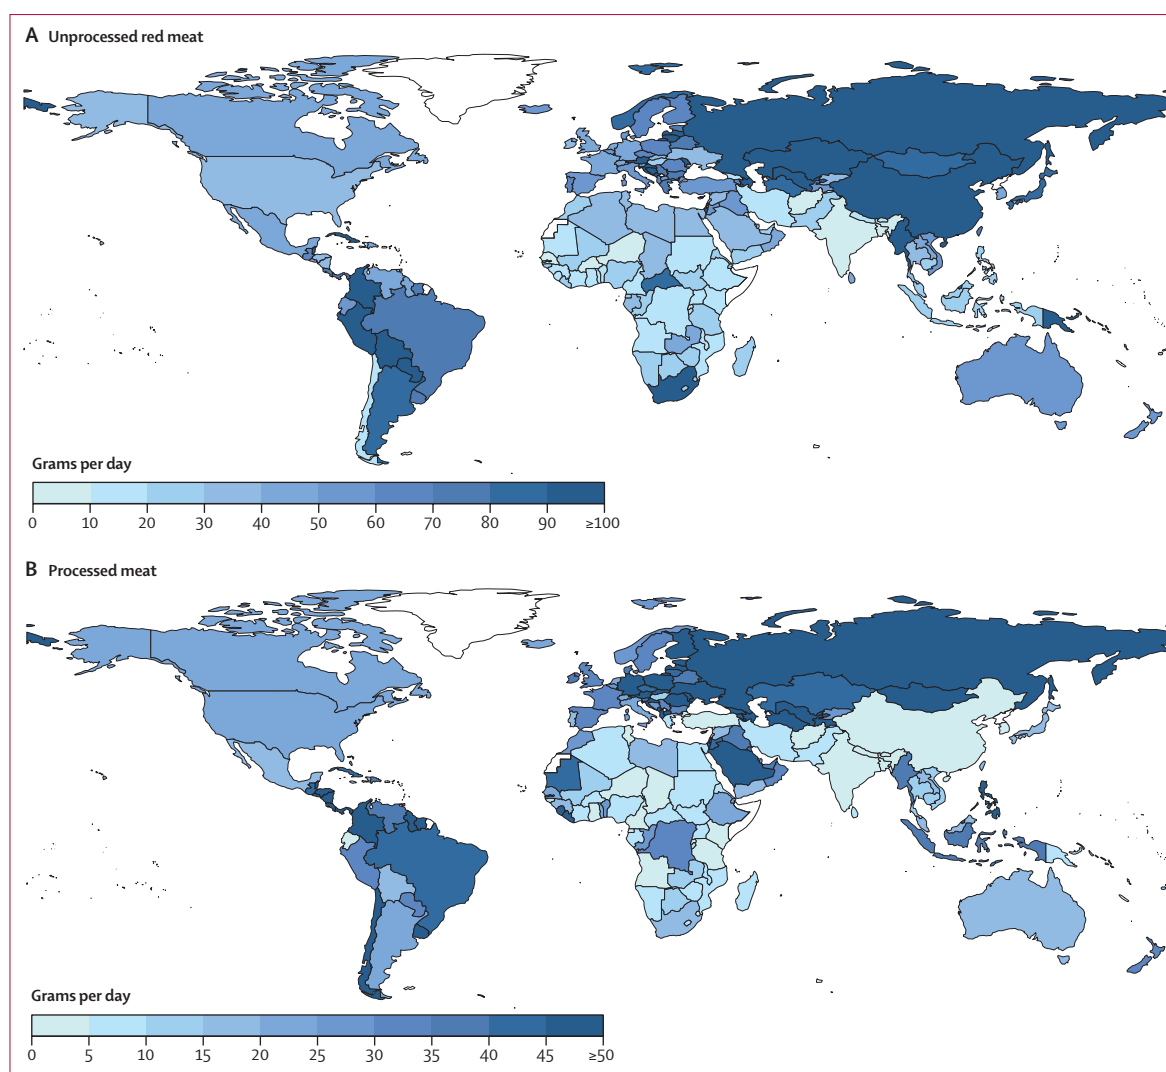 A Unprocessed red meat
Grams per day
0 10 20 30 40 50 60 70 80 90 ≥100
B Processed meat
Grams per day
0 5 10 15 20 25 30 35 40 45 ≥50